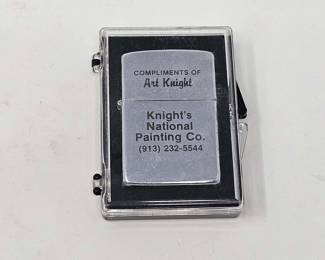 COMPLIMENTS OF
Art Knight
Knight's
National
Painting Co.
(913) 232-5544